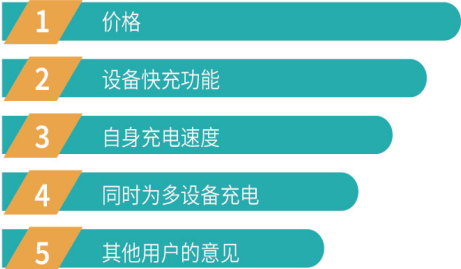 1 价格
2 设备快充功能
3 自身充电速度
4 同时为多设备充电
5 其他用户的意见